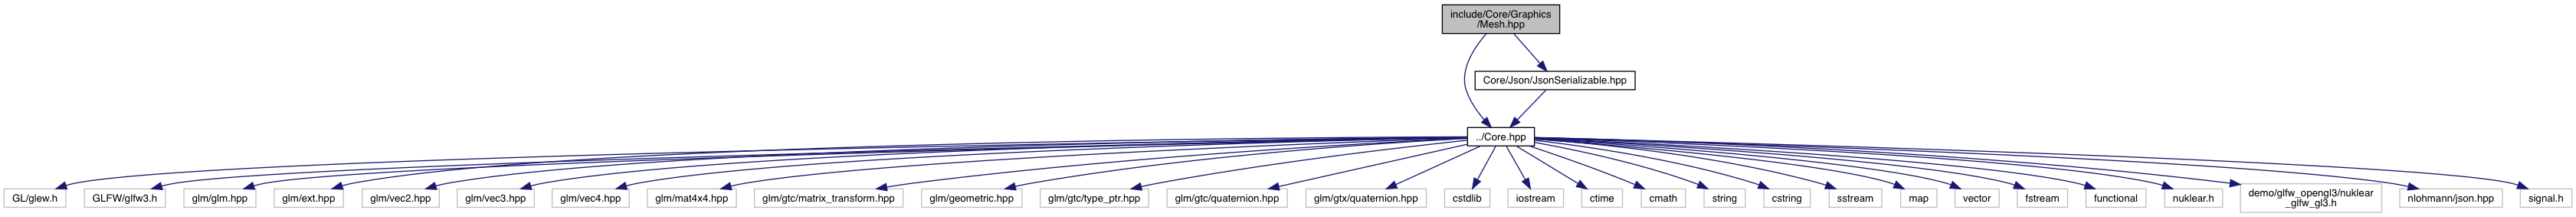 include/Core/Graphics
/Mesh.hpp
Core/Json/JsonSerializable.hpp
../Core.hpp
GL/glew.h
GLFW/glfw3.h
glm/glm.hpp
glm/ext.hpp
glm/vec2.hpp
glm/vec3.hpp
glm/vec4.hpp
glm/mat4x4.hpp
glm/gtc/matrix_transform.hpp
glm/geometric.hpp
glm/gtc/type_ptr.hpp
glm/gtc/quaternion.hpp
glm/gtx/quaternion.hpp
cstdlib
iostream
ctime
cmath
string
cstring
sstream
map
vector
fstream
functional
nuklear.h
demo/glfw_opengl3/nuklear
_glfw_gl3.h
nlohmann/json.hpp
signal.h